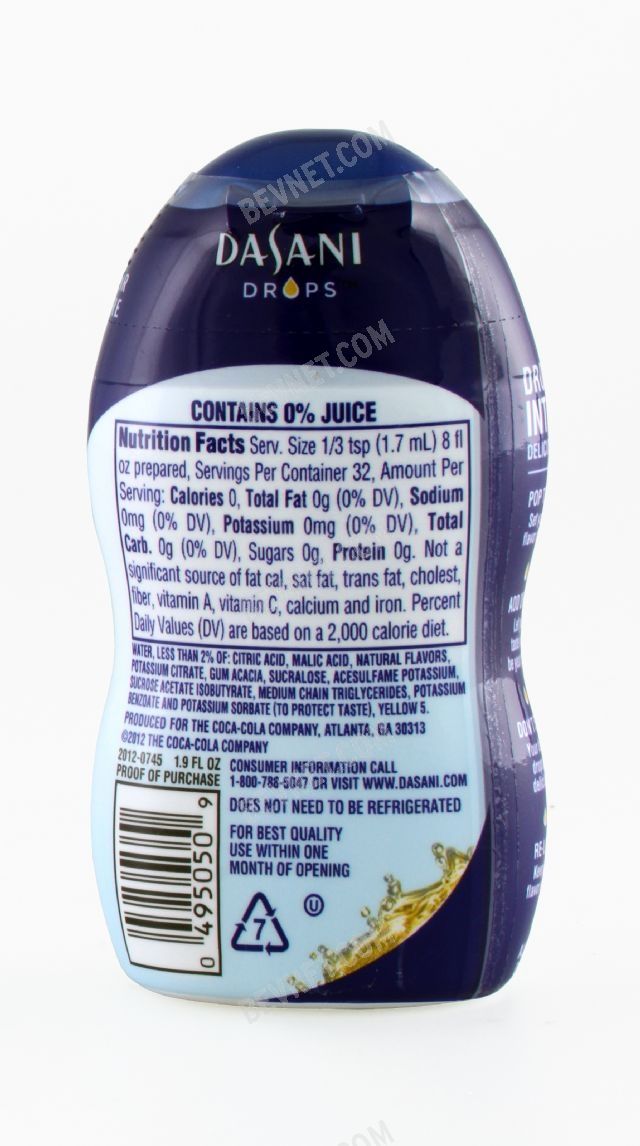 BEVNET.COM
DASANI
DROPS
CONTAINS 0% JUICE
BEVNET.COM
Nutrition Facts Serv. Size 1/3 tsp (1.7 mL) 8 fl
oz prepared, Servings Per Container 32, Amount Per
Serving: Calories 0, Total Fat 0g (0% DV), Sodium
0mg (0% DV), Potassium 0mg (0% DV), Total
Carb. 0g (0% DV), Sugars 0g, Protein 0g. Not a
significant source of fat cal, sat fat, trans fat, cholest,
fiber, vitamin A, vitamin C, calcium and iron. Percent
Daily Values (DV) are based on a 2,000 calorie diet.
WATER, LESS THAN 2% OF: CITRIC ACID, MALIC ACID, NATURAL FLAVORS,
POTASSIUM CITRATE, GUM ACACIA, SUCRALOSE, ACESULFAME POTASSIUM,
SUCROSE ACETATE ISOBUTYRATE, MEDIUM CHAIN TRIGLYCERIDES, POTASSIUM
BENZOATE AND POTASSIUM SORBATE (TO PROTECT TASTE), YELLOW 5.
PRODUCED FOR THE COCA-COLA COMPANY, ATLANTA, GA 30313
©2012 THE COCA-COLA COMPANY
2012-0745 1.9 FL OZ
PROOF OF PURCHASE
CONSUMER INFORMATION CALL
1-800-788-5047 OR VISIT WWW.DASANI.COM
DOES NOT NEED TO BE REFRIGERATED
FOR BEST QUALITY
USE WITHIN ONE
MONTH OF OPENING
0 495050 9
7
U
BEVNET.COM
BEVNET.COM